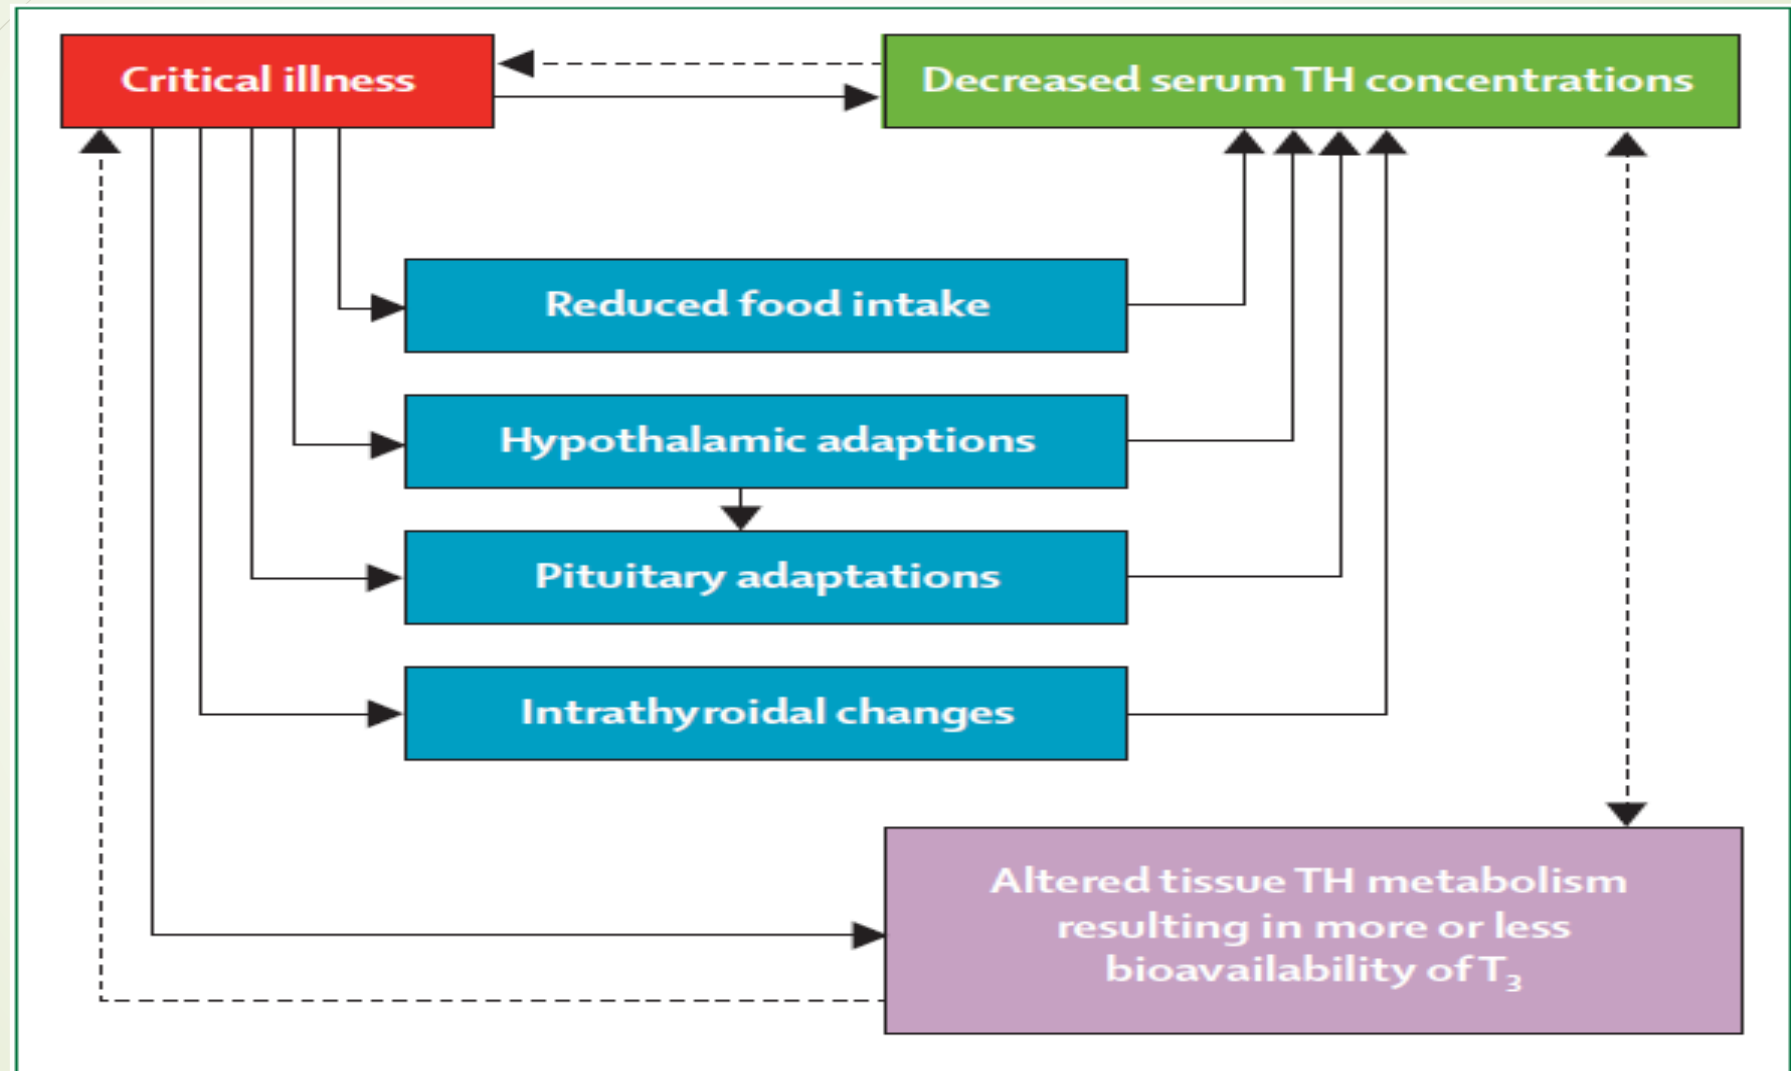 Critical illness
Decreased serum TH concentrations
Reduced food intake
Hypothalamic adaptions
Pituitary adaptations
Intrathyroidal changes
Altered tissue TH metabolism
resulting in more or less
bioavailability of T₃